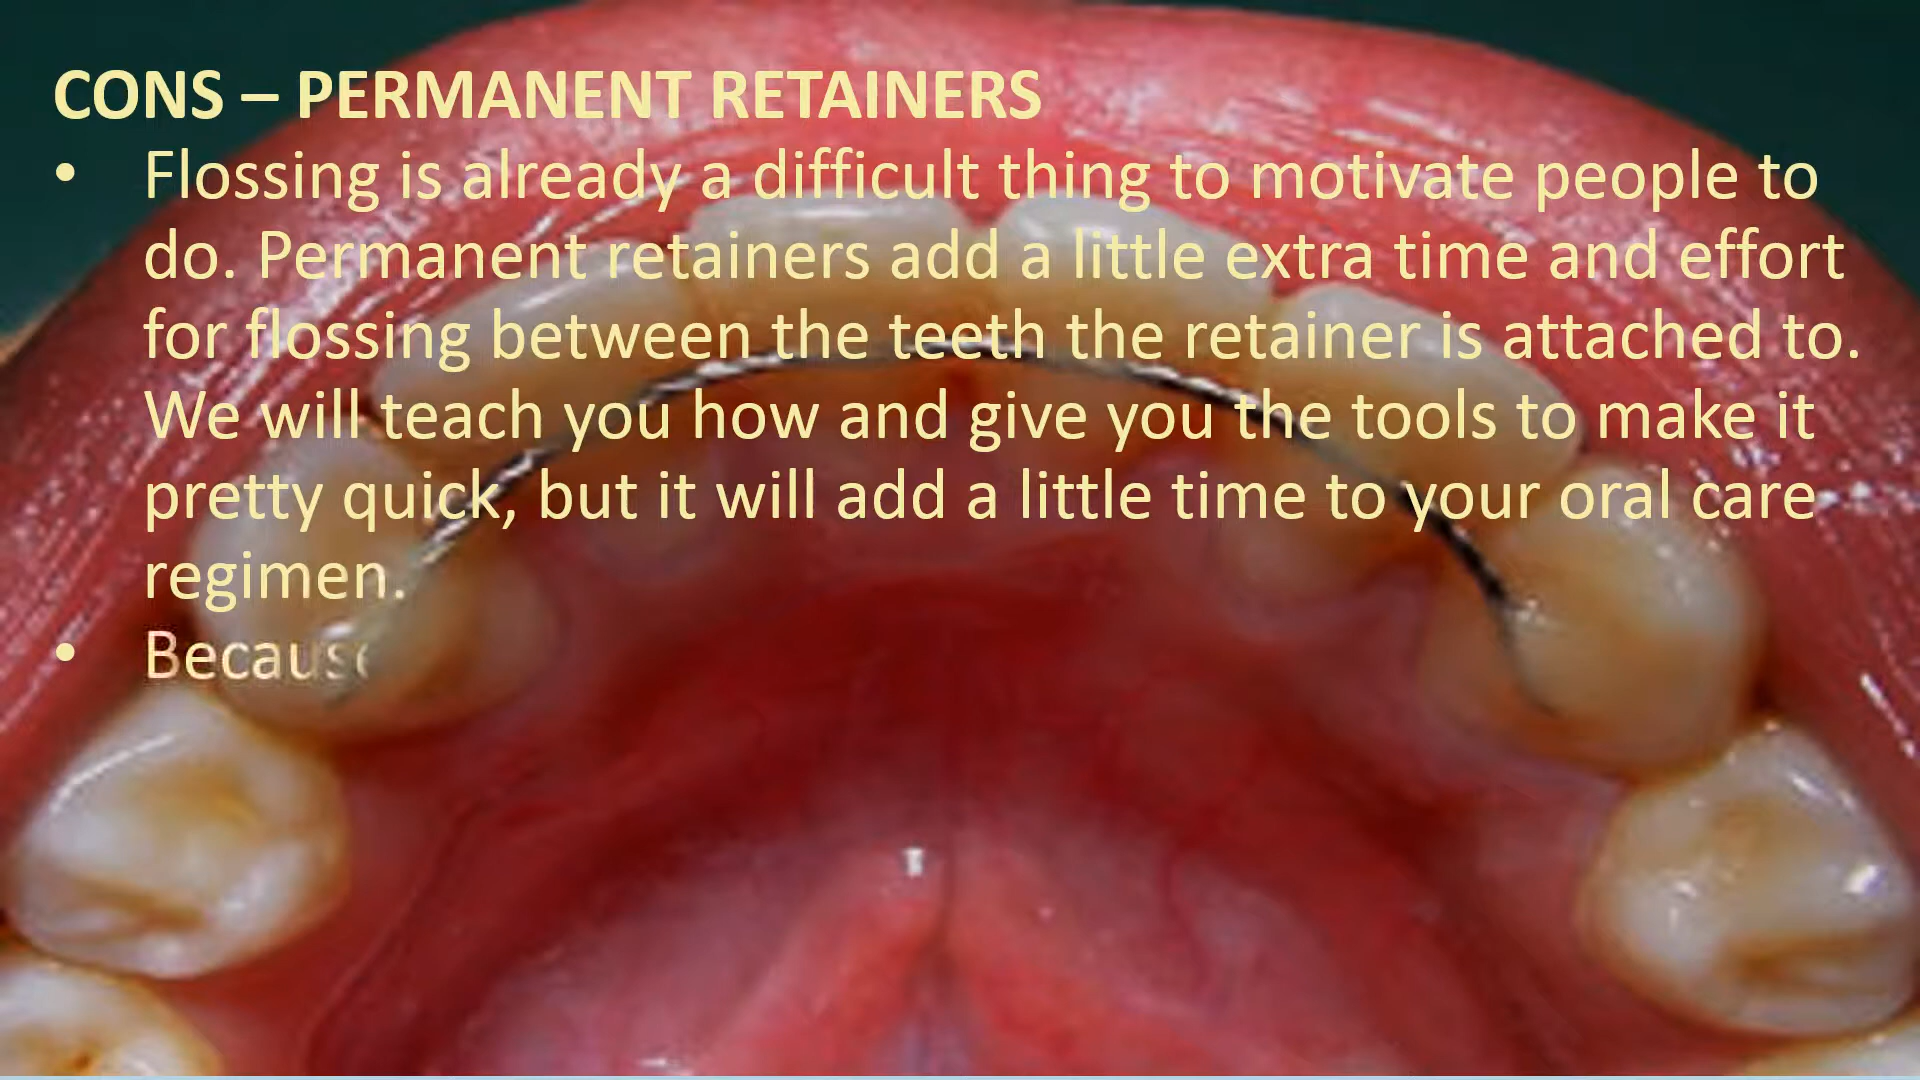 CONS – PERMANENT RETAINERS
• Flossing is already a difficult thing to motivate people to
do. Permanent retainers add a little extra time and effort
for flossing between the teeth the retainer is attached to.
We will teach you how and give you the tools to make it
pretty quick, but it will add a little time to your oral care
regimen.
• Because